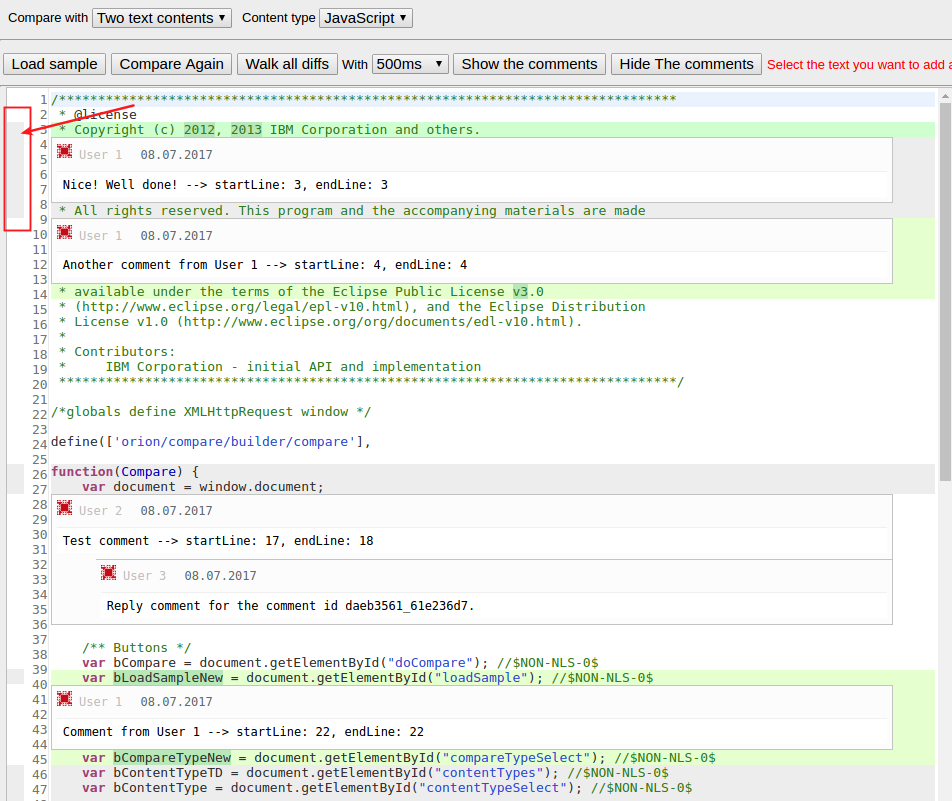 Compare with Two text contents Content type JavaScript
Load sample Compare Again Walk all diffs With 500ms Show the comments Hide The comments Select the text you want to add a
1 /*******************************************************************************
2 * @license
3 * Copyright (c) 2012, 2013 IBM Corporation and others.
4
5 User 1 08.07.2017
6
7 Nice! Well done! --> startLine: 3, endLine: 3
8 * All rights reserved. This program and the accompanying materials are made
9
10 User 1 08.07.2017
11
12 Another comment from User 1 --> startLine: 4, endLine: 4
13
14 * available under the terms of the Eclipse Public License v3.0
15 * (http://www.eclipse.org/legal/epl-v10.html), and the Eclipse Distribution
16 * License v1.0 (http://www.eclipse.org/org/documents/edl-v10.html).
17 *
18 * Contributors:
19 *     IBM Corporation - initial API and implementation
20 *******************************************************************************/
21
22 /*globals define XMLHttpRequest window */
23
24 define(['orion/compare/builder/compare'],
25
26 function(Compare) {
27     var document = window.document;
28
29 User 2 08.07.2017
30
31 Test comment --> startLine: 17, endLine: 18
32
33 User 3 08.07.2017
34
35 Reply comment for the comment id daeb3561_61e236d7.
36
37
38     /** Buttons */
39     var bCompare = document.getElementById("doCompare"); //$NON-NLS-0$
40     var bLoadSampleNew = document.getElementById("loadSample"); //$NON-NLS-0$
41 User 1 08.07.2017
42
43 Comment from User 1 --> startLine: 22, endLine: 22
44
45     var bCompareTypeNew = document.getElementById("compareTypeSelect"); //$NON-NLS-0$
46     var bContentTypeTD = document.getElementById("contentTypes"); //$NON-NLS-0$
47     var bContentType = document.getElementById("contentTypeSelect"); //$NON-NLS-0$